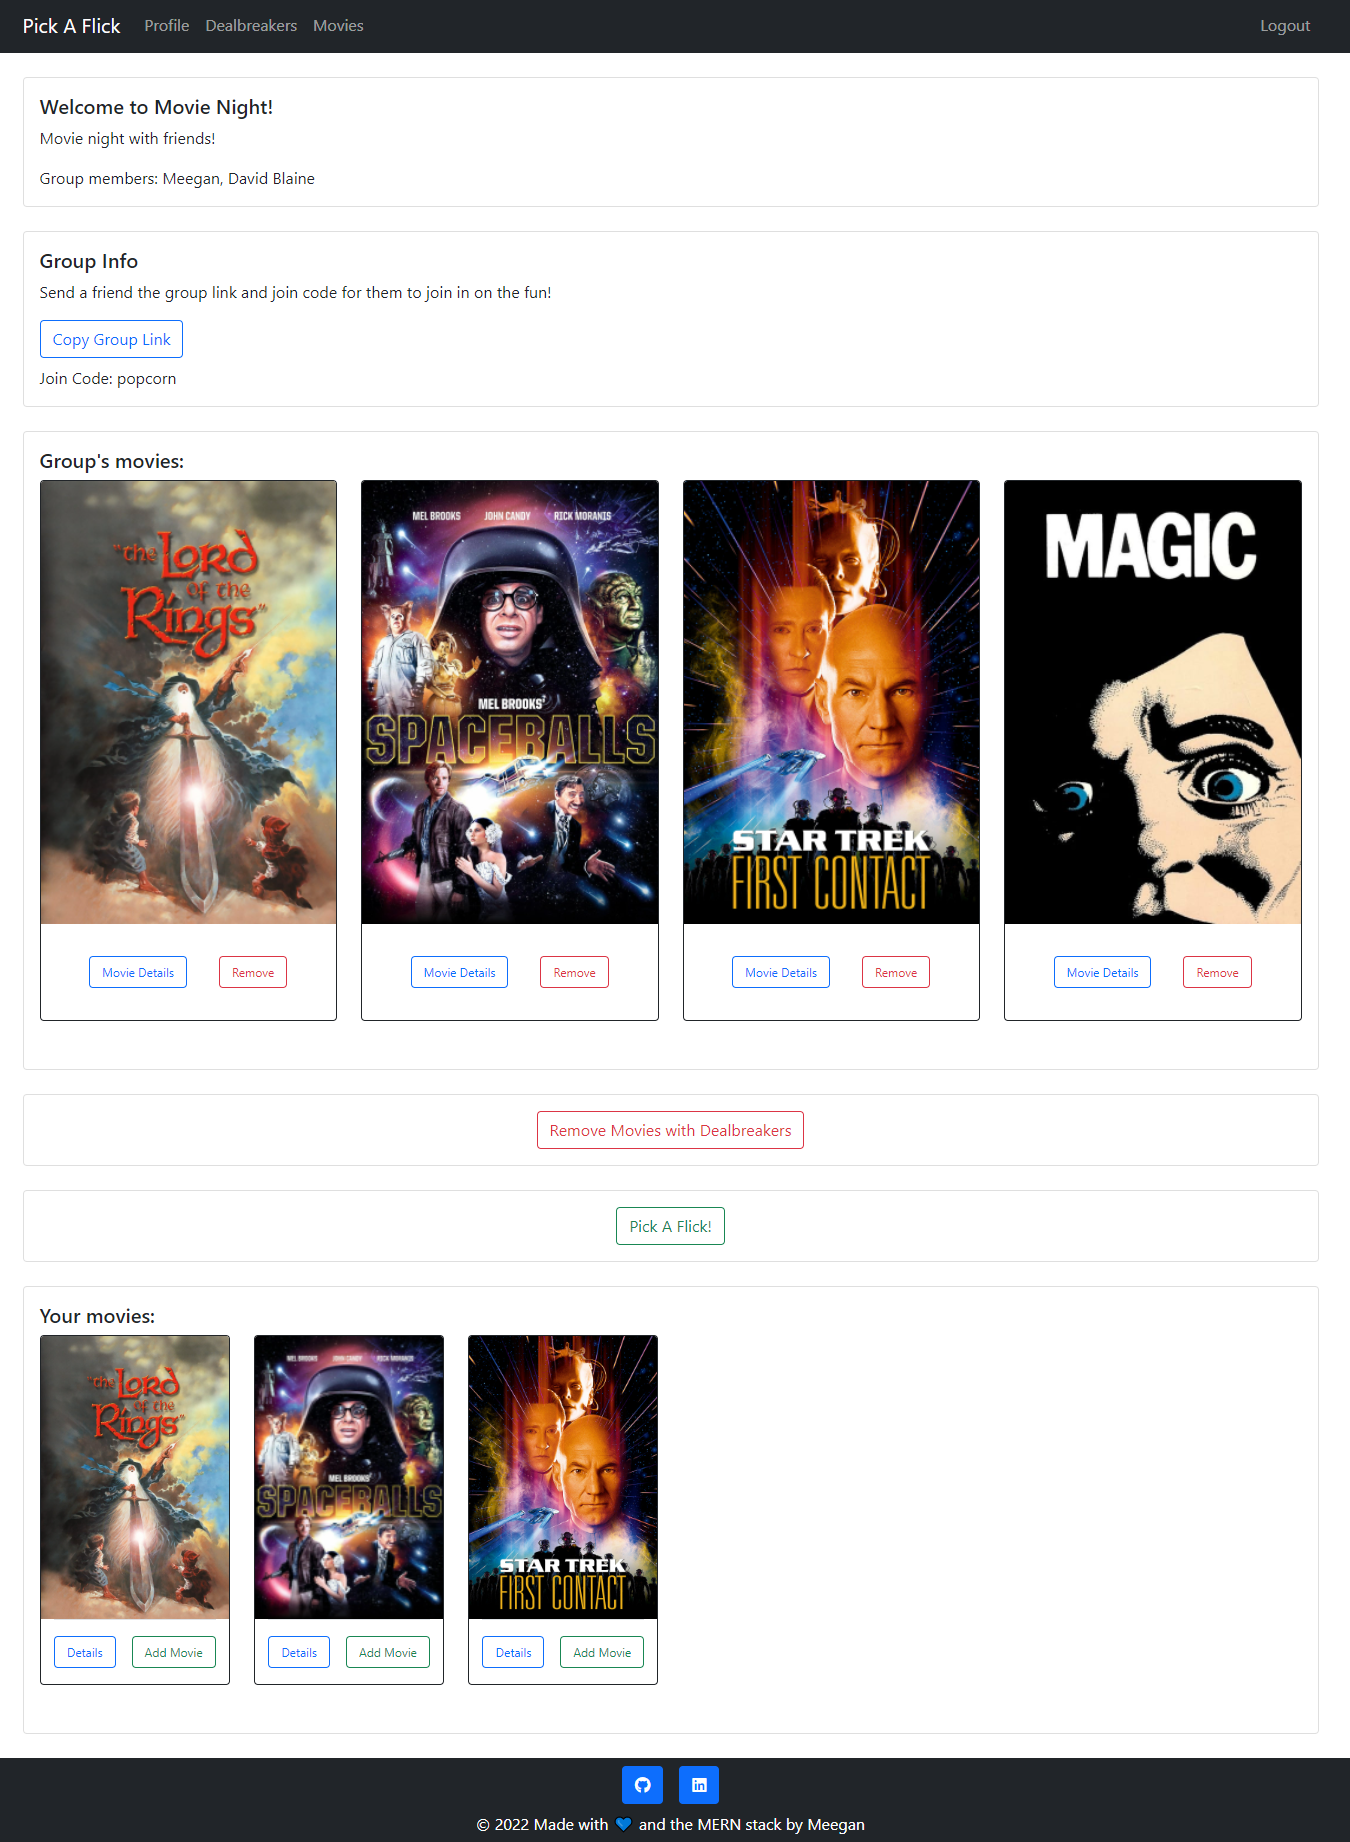 Pick A Flick Profile Dealbreakers Movies Logout
Welcome to Movie Night!
Movie night with friends!
Group members: Meegan, David Blaine
Group Info
Send a friend the group link and join code for them to join in on the fun!
Copy Group Link
Join Code: popcorn
Group's movies:
"the Lord
of the
Rings"
Movie Details Remove
MEL BROOKS JOHN CANDY RICK MORANIS
MEL BROOKS'
SPACEBALLS
Movie Details Remove
STAR TREK
FIRST CONTACT
Movie Details Remove
MAGIC
Movie Details Remove
Remove Movies with Dealbreakers
Pick A Flick!
Your movies:
"the Lord
of the
Rings"
Details Add Movie
MEL BROOKS JOHN CANDY RICK MORANIS
MEL BROOKS'
SPACEBALLS
Details Add Movie
STAR TREK
FIRST CONTACT
Details Add Movie
in
© 2022 Made with 💙 and the MERN stack by Meegan